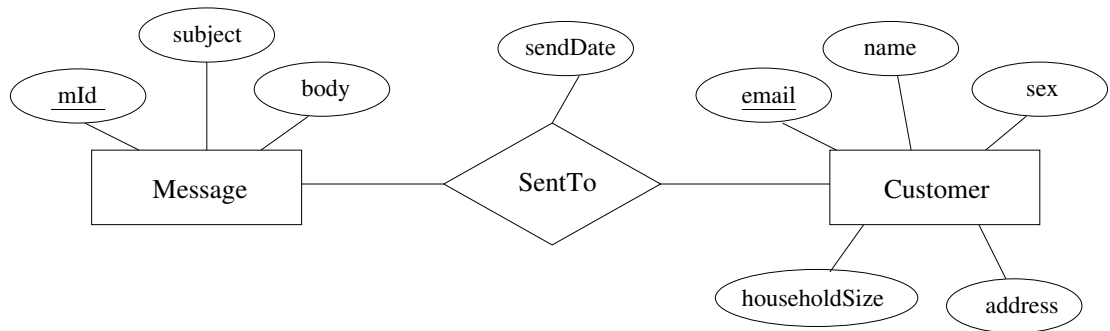 subject
sendDate
name
mId
body
email
sex
Message
SentTo
Customer
householdSize
address